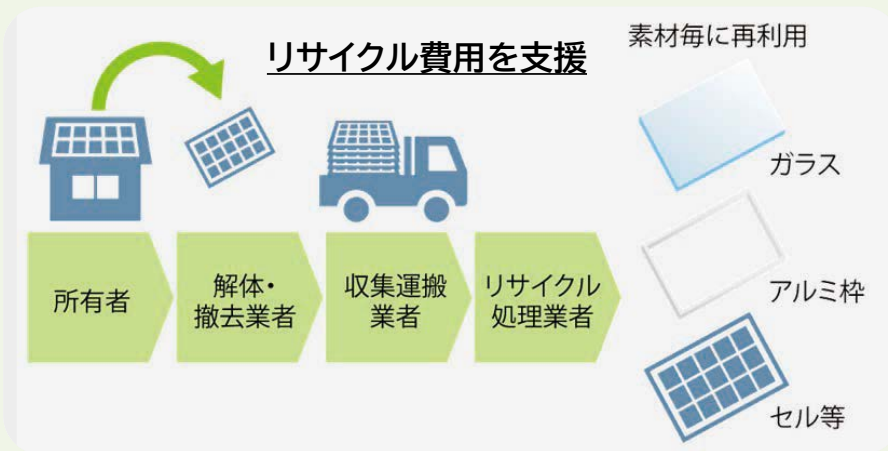 リサイクル費用を支援
素材毎に再利用
ガラス
所有者
解体・
撤去業者
収集運搬
業者
リサイクル
処理業者
アルミ枠
セル等